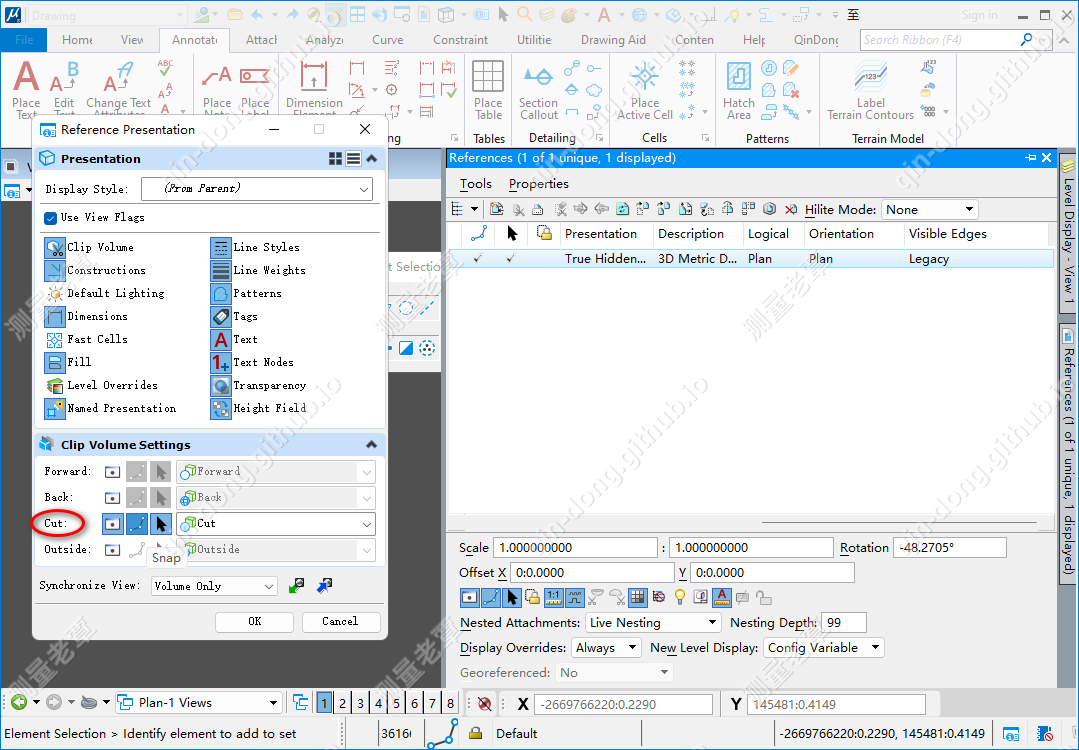 Drawing
至
Sign in
File Home View Annotat Attach Analyze Curve Constraint Utilitie Drawing Aid Conten Help QinDong
Search Ribbon (F4)
Place Text
Edit Text
Change Text Attributes
ABC
Place Note
Place Label
Dimension Element
Place Table
Section Callout
Place Active Cell
Hatch Area
Label Terrain Contours
Tables
Detailing
Cells
Patterns
Terrain Model
Reference Presentation
Presentation
Display Style: (From Parent)
Use View Flags
Clip Volume
Line Styles
Constructions
Line Weights
Default Lighting
Patterns
Dimensions
Tags
Fast Cells
Text
Fill
Text Nodes
Level Overrides
Transparency
Named Presentation
Height Field
Clip Volume Settings
Forward: Forward
Back: Back
Cut: Cut
Outside: Outside
Snap
Synchronize View: Volume Only
OK Cancel
t Selectio
References (1 of 1 unique, 1 displayed)
Tools Properties
Hilite Mode: None
Presentation Description Logical Orientation Visible Edges
True Hidden... 3D Metric D... Plan Plan Legacy
Scale 1.000000000 : 1.000000000 Rotation -48.2705°
Offset X 0:0.0000 Y 0:0.0000
1:1
Nested Attachments: Live Nesting Nesting Depth: 99
Display Overrides: Always New Level Display: Config Variable
Georeferenced: No
Level Display - View 1
References (1 of 1 unique, 1 displayed)
Plan-1 Views 1 2 3 4 5 6 7 8 X -2669766220:0.2290 Y 145481:0.4149
Element Selection > Identify element to add to set 3616 Default -2669766220:0.2290, 145481:0.4149
测量老覃
qin-dong.github.io